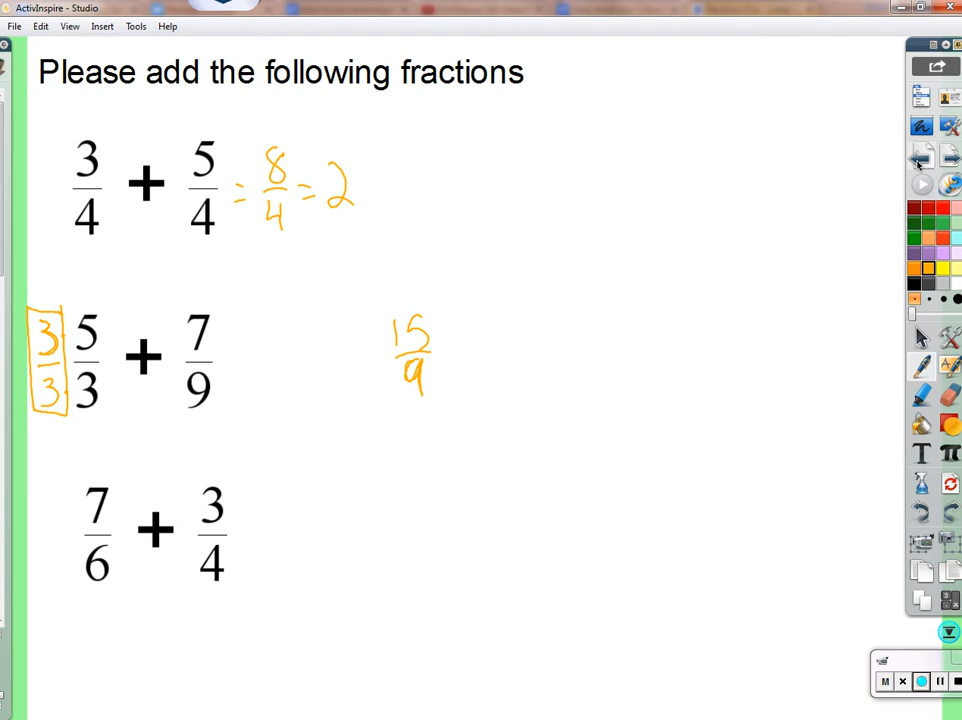 ActivInspire - Studio
File Edit View Insert Tools Help
Please add the following fractions
3/4 + 5/4 = 8/4 = 2
3/3 5/3 + 7/9 15/9
7/6 + 3/4
M